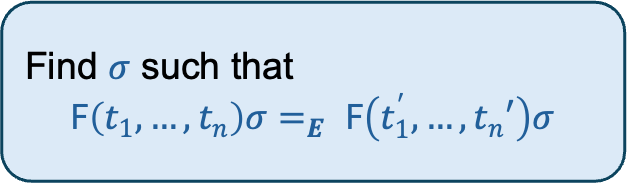 Find σ such that
F(t₁, …, tₙ)σ =_E F(t₁′, …, tₙ′)σ